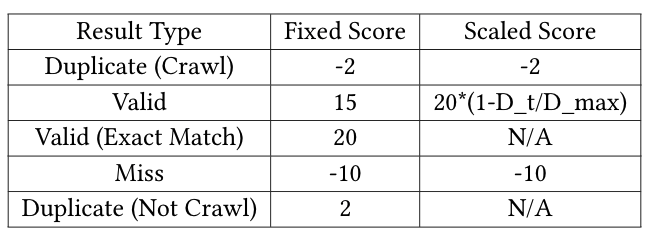 Result Type Fixed Score Scaled Score
Duplicate (Crawl) -2 -2
Valid 15 20*(1-D_t/D_max)
Valid (Exact Match) 20 N/A
Miss -10 -10
Duplicate (Not Crawl) 2 N/A